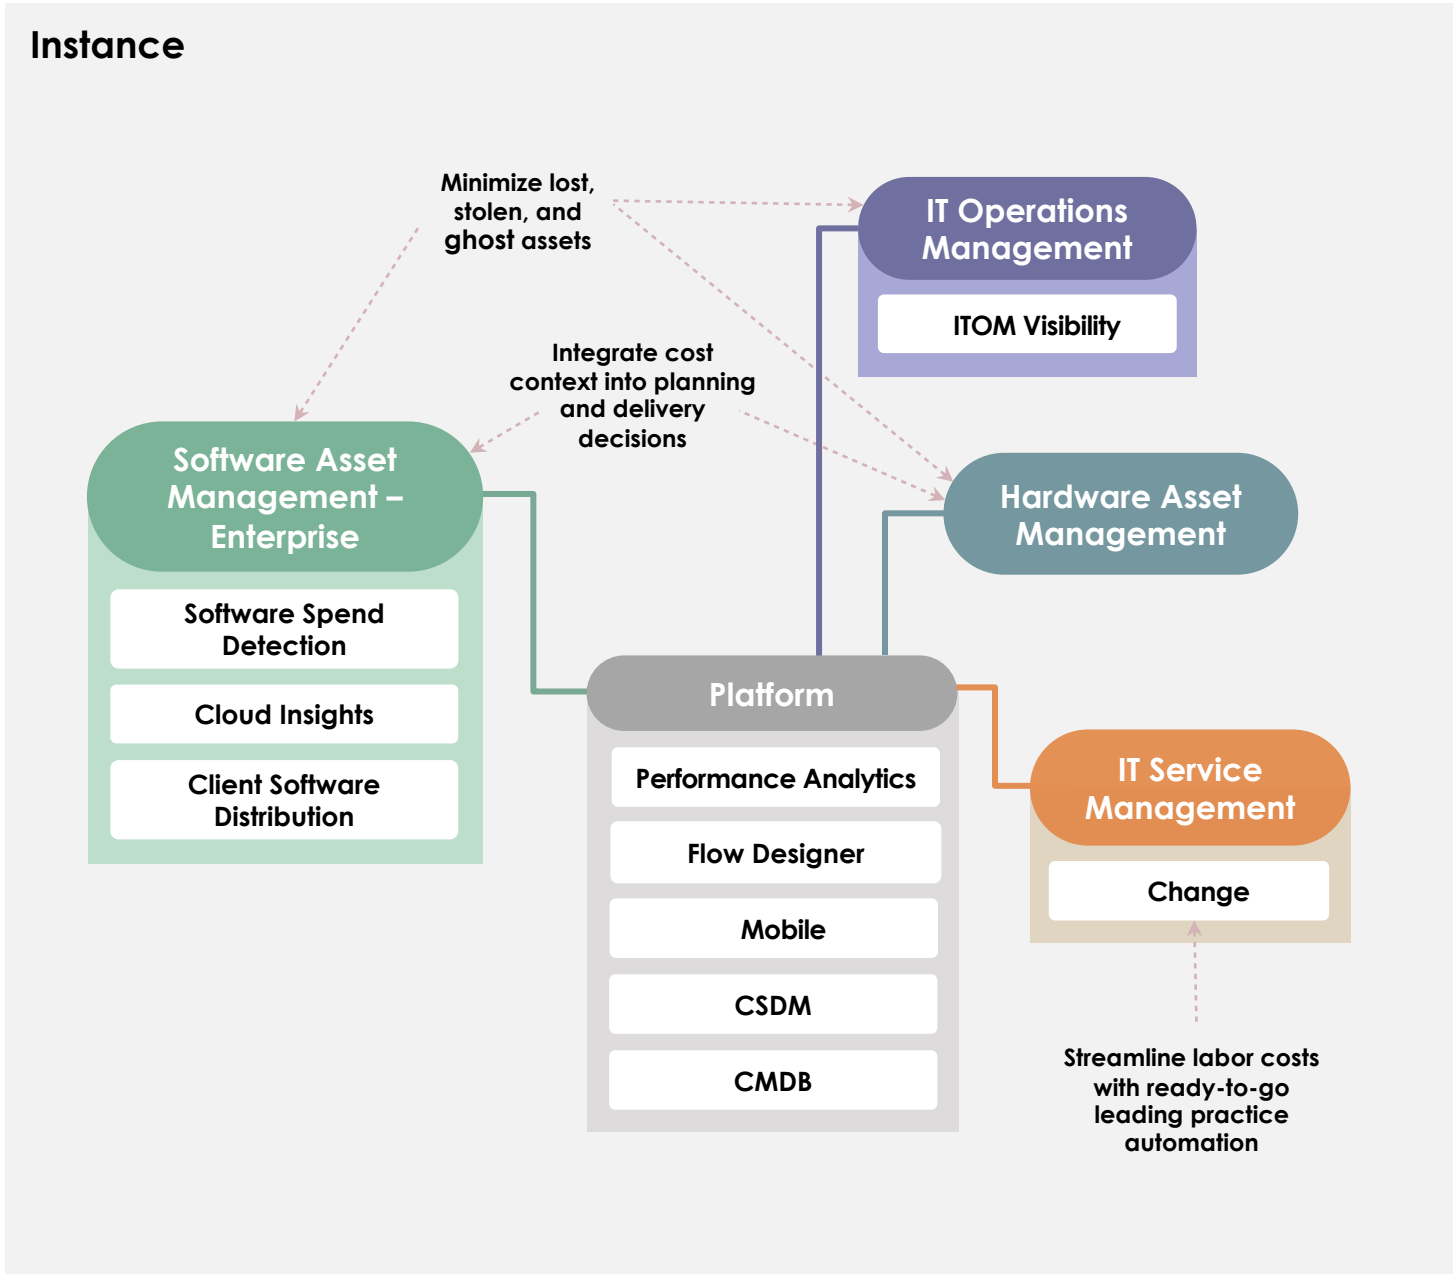 Instance
Minimize lost,
stolen, and
ghost assets
IT Operations
Management
ITOM Visibility
Integrate cost
context into planning
and delivery
decisions
Software Asset
Management –
Enterprise
Software Spend
Detection
Cloud Insights
Client Software
Distribution
Hardware Asset
Management
Platform
Performance Analytics
Flow Designer
Mobile
CSDM
CMDB
IT Service
Management
Change
Streamline labor costs
with ready-to-go
leading practice
automation